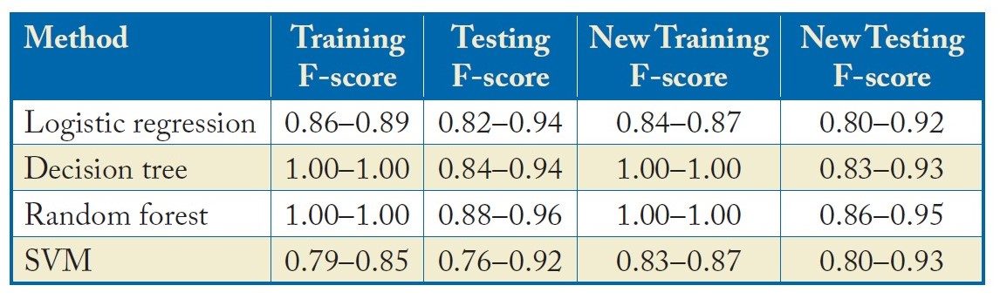 Method Training Testing New Training New Testing
F-score F-score F-score F-score
Logistic regression 0.86–0.89 0.82–0.94 0.84–0.87 0.80–0.92
Decision tree 1.00–1.00 0.84–0.94 1.00–1.00 0.83–0.93
Random forest 1.00–1.00 0.88–0.96 1.00–1.00 0.86–0.95
SVM 0.79–0.85 0.76–0.92 0.83–0.87 0.80–0.93